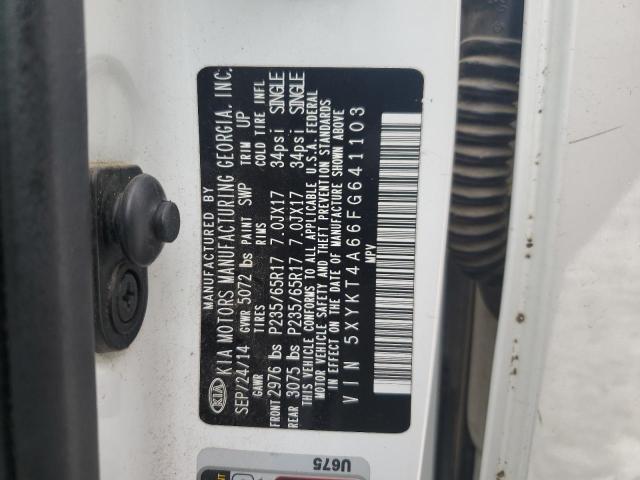 MANUFACTURED BY
KIA KIA MOTORS MANUFACTURING GEORGIA, INC.
SEP/24/14 GVWR 5072 lbs PAINT SWP TRIM UP
GAWR TIRES RIMS COLD TIRE INFL
FRONT 2976 lbs P235/65R17 7.0JX17 34psi SINGLE
REAR 3075 lbs P235/65R17 7.0JX17 34psi SINGLE
THIS VEHICLE CONFORMS TO ALL APPLICABLE U.S.A. FEDERAL
MOTOR VEHICLE SAFETY AND THEFT PREVENTION STANDARDS
IN EFFECT ON THE DATE OF MANUFACTURE SHOWN ABOVE
VIN 5XYKT4A66FG641103
MPV
U675